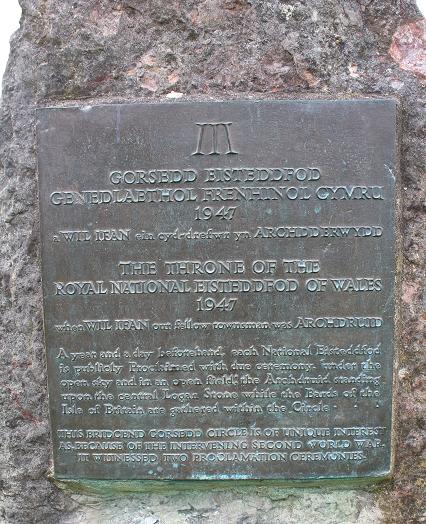 GORSEDD EISTEDDFOD
GENEDLAETHOL FRENHINOL CYMRU
1947
a WIL IFAN ein cyd-drefwr yn ARCHDDERWYDD
THE THRONE OF THE
ROYAL NATIONAL EISTEDDFOD OF WALES
1947
when WIL IFAN our fellow townsman was ARCHDRUID
A year and a day beforehand, each National Eisteddfod
is publicly Proclaimed with due ceremony, under the
open sky and in an open field, the Archdruid standing
upon the central Logan Stone while the Bards of the
Isle of Britain are gathered within the Circle.
THIS BRIDGEND GORSEDD CIRCLE IS OF UNIQUE INTEREST
AS BECAUSE OF THE INTERVENING SECOND WORLD WAR
IT WITNESSED TWO PROCLAMATION CEREMONIES.